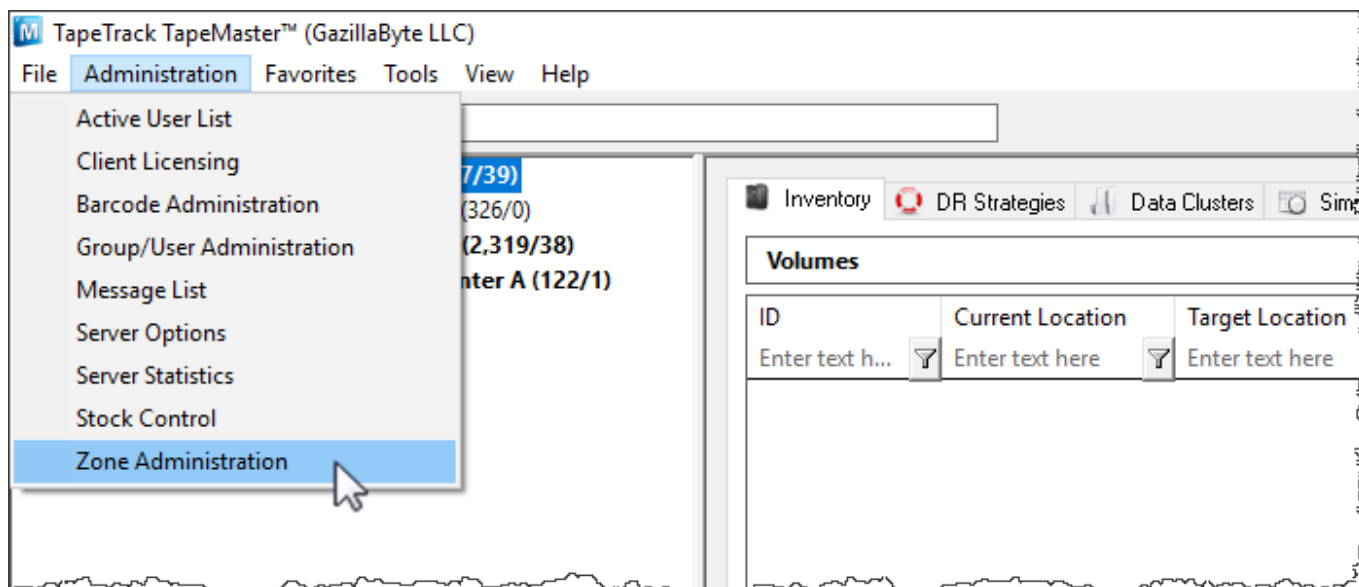 TapeTrack TapeMaster™ (GazillaByte LLC)
File Administration Favorites Tools View Help
Active User List
Client Licensing
Barcode Administration
Group/User Administration
Message List
Server Options
Server Statistics
Stock Control
Zone Administration
7/39)
(326/0)
(2,319/38)
nter A (122/1)
Inventory DR Strategies Data Clusters Sim
Volumes
ID Current Location Target Location
Enter text h... Enter text here Enter text here